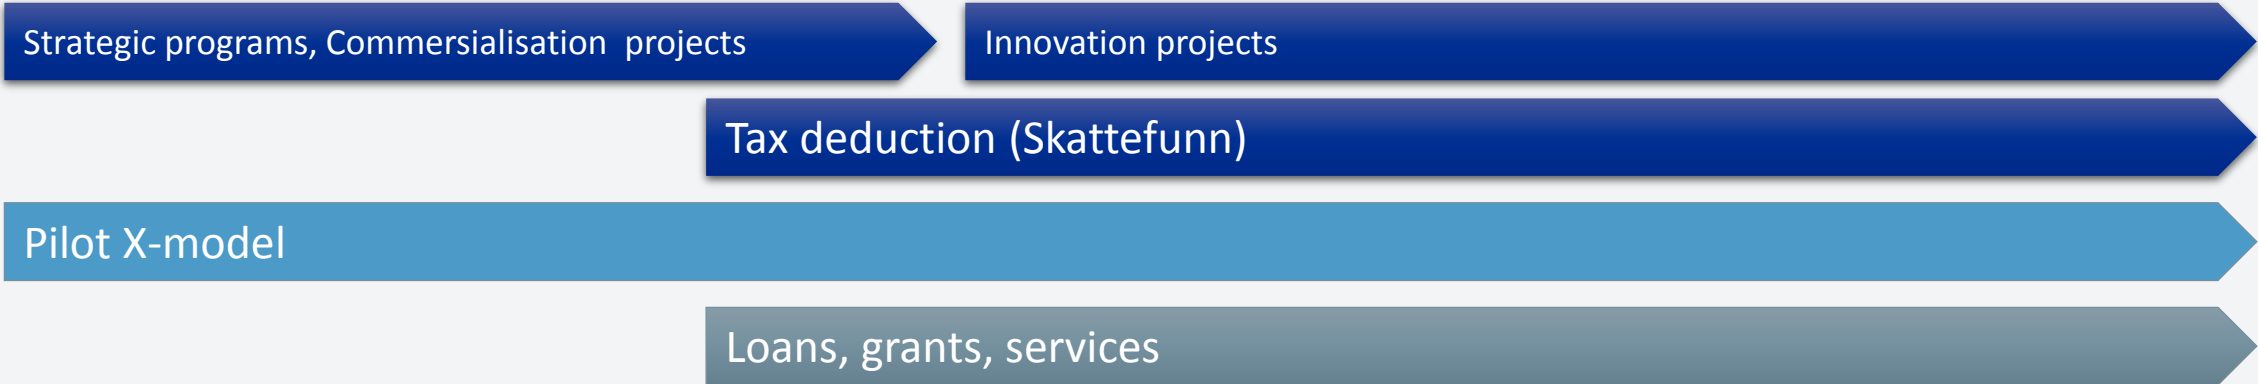 Strategic programs, Commersialisation  projects
Innovation projects
Tax deduction (Skattefunn)
Pilot X-model
Loans, grants, services